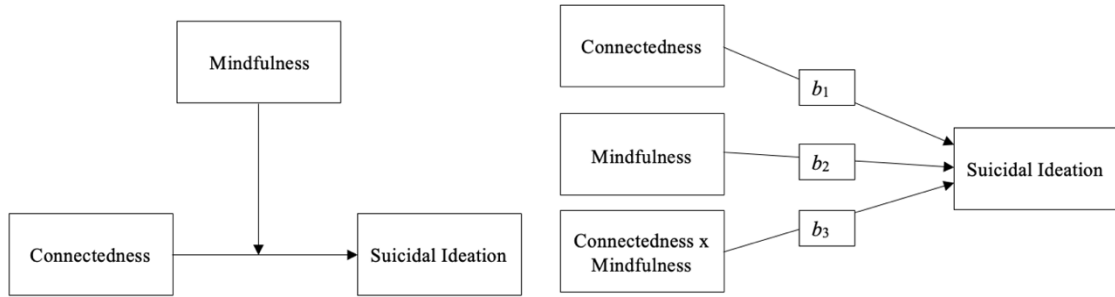 Mindfulness
Connectedness
Suicidal Ideation
Connectedness
b1
Mindfulness
b2
Suicidal Ideation
Connectedness x
Mindfulness
b3